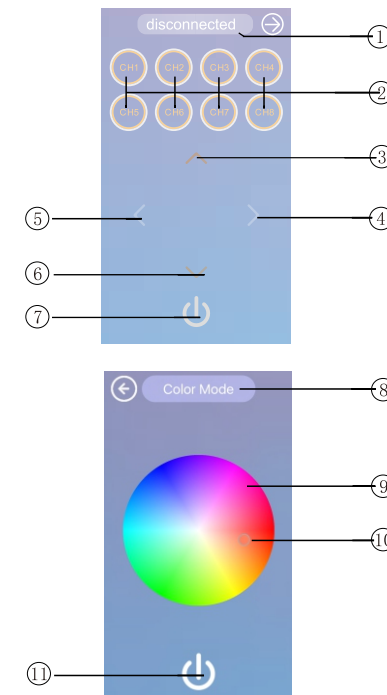 disconnected
①
CH1 CH2 CH3 CH4
②
CH5 CH6 CH7 CH8
③
⑤ ④
⑥
⑦
Color Mode ⑧
⑨
⑩
⑪